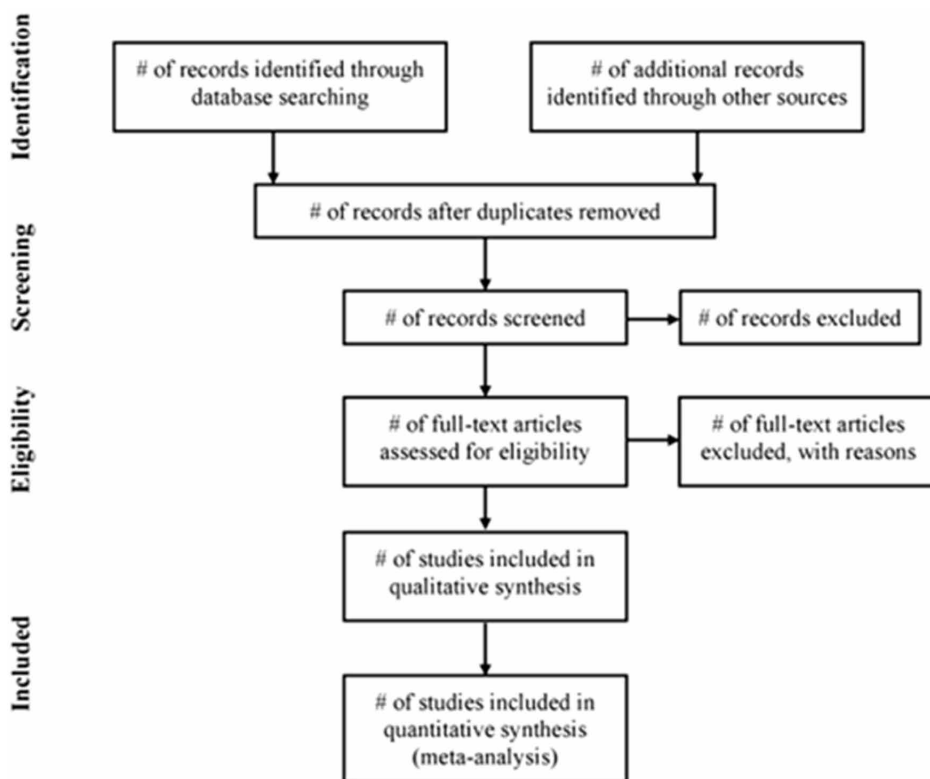 Identification
# of records identified through
database searching
# of additional records
identified through other sources
# of records after duplicates removed
Screening
# of records screened
# of records excluded
Eligibility
# of full-text articles
assessed for eligibility
# of full-text articles
excluded, with reasons
Included
# of studies included in
qualitative synthesis
# of studies included in
quantitative synthesis
(meta-analysis)